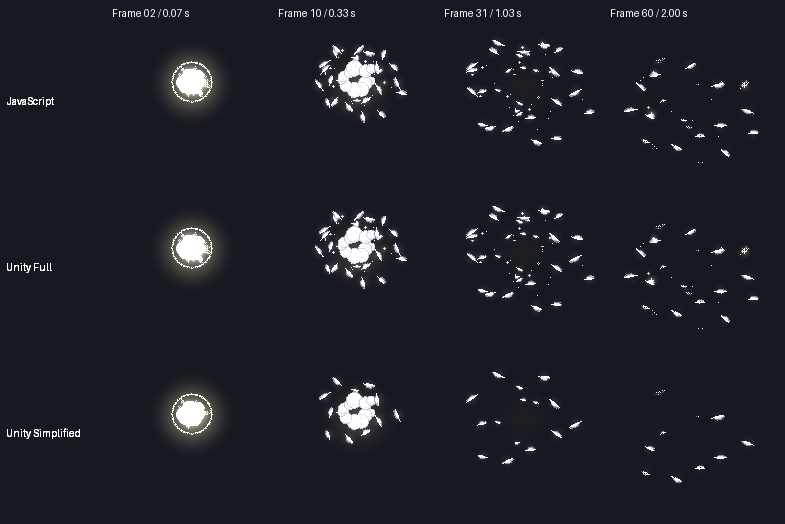 Frame 02 / 0.07 s
Frame 10 / 0.33 s
Frame 31 / 1.03 s
Frame 60 / 2.00 s
JavaScript
Unity Full
Unity Simplified